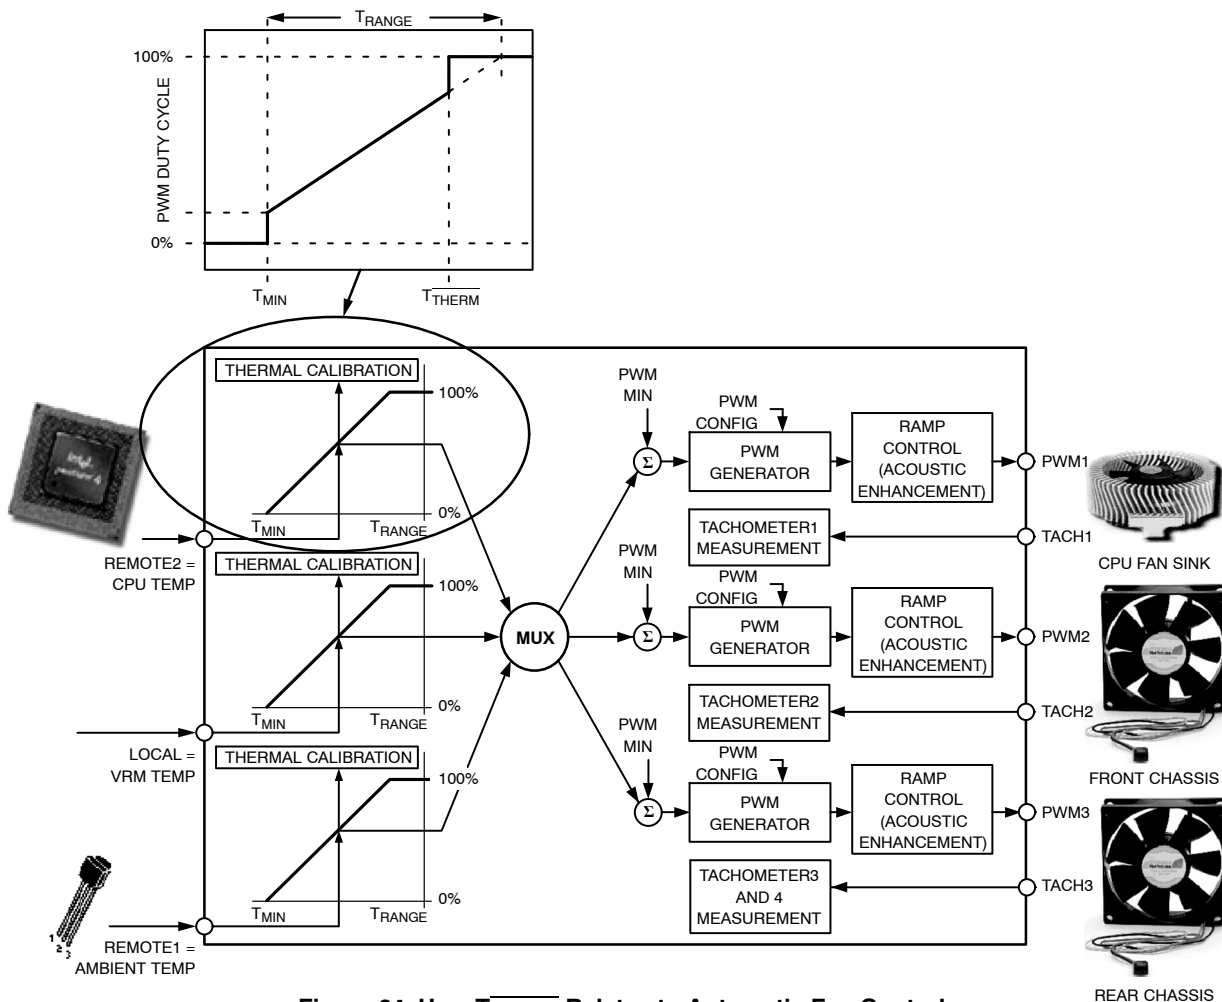 TRANGE
100%
PWM DUTY CYCLE
0%
TMIN
TTHERM
THERMAL CALIBRATION
100%
0%
TMIN
TRANGE
REMOTE2 =
CPU TEMP
THERMAL CALIBRATION
100%
0%
TMIN
TRANGE
LOCAL =
VRM TEMP
THERMAL CALIBRATION
100%
0%
TMIN
TRANGE
1
2
3
REMOTE1 =
AMBIENT TEMP
MUX
PWM
MIN
Σ
PWM
CONFIG
PWM
GENERATOR
RAMP
CONTROL
(ACOUSTIC
ENHANCEMENT)
PWM1
TACHOMETER1
MEASUREMENT
TACH1
CPU FAN SINK
PWM
MIN
Σ
PWM
CONFIG
PWM
GENERATOR
RAMP
CONTROL
(ACOUSTIC
ENHANCEMENT)
PWM2
TACHOMETER2
MEASUREMENT
TACH2
FRONT CHASSIS
PWM
MIN
Σ
PWM
CONFIG
PWM
GENERATOR
RAMP
CONTROL
(ACOUSTIC
ENHANCEMENT)
PWM3
TACHOMETER3
AND 4
MEASUREMENT
TACH3
REAR CHASSIS
intel